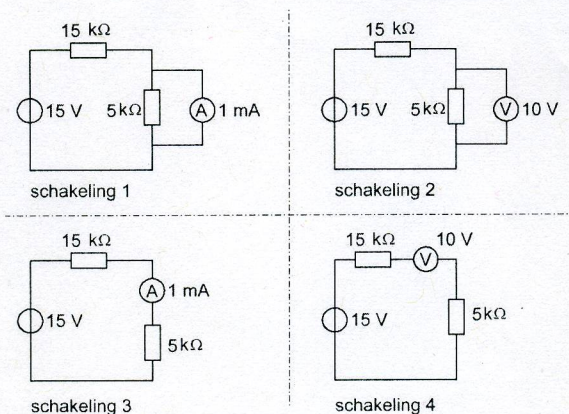 15 kΩ
15 V
5kΩ
A
1 mA
schakeling 1
15 kΩ
15 V
5kΩ
V
10 V
schakeling 2
15 kΩ
A
1 mA
15 V
5kΩ
schakeling 3
15 kΩ
10 V
V
15 V
5kΩ
schakeling 4